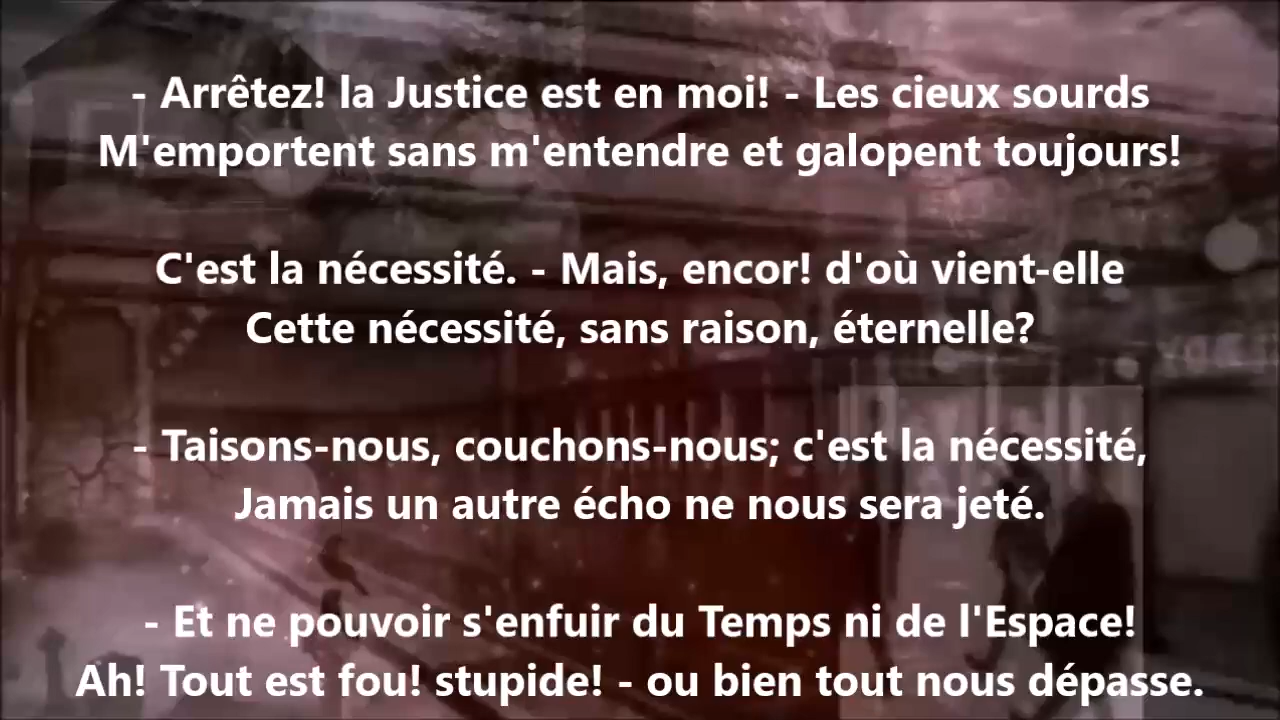 - Arrêtez! la Justice est en moi! - Les cieux sourds
M'emportent sans m'entendre et galopent toujours!
C'est la nécessité. - Mais, encor! d'où vient-elle
Cette nécessité, sans raison, éternelle?
- Taisons-nous, couchons-nous; c'est la nécessité,
Jamais un autre écho ne nous sera jeté.
- Et ne pouvoir s'enfuir du Temps ni de l'Espace!
Ah! Tout est fou! stupide! - ou bien tout nous dépasse.